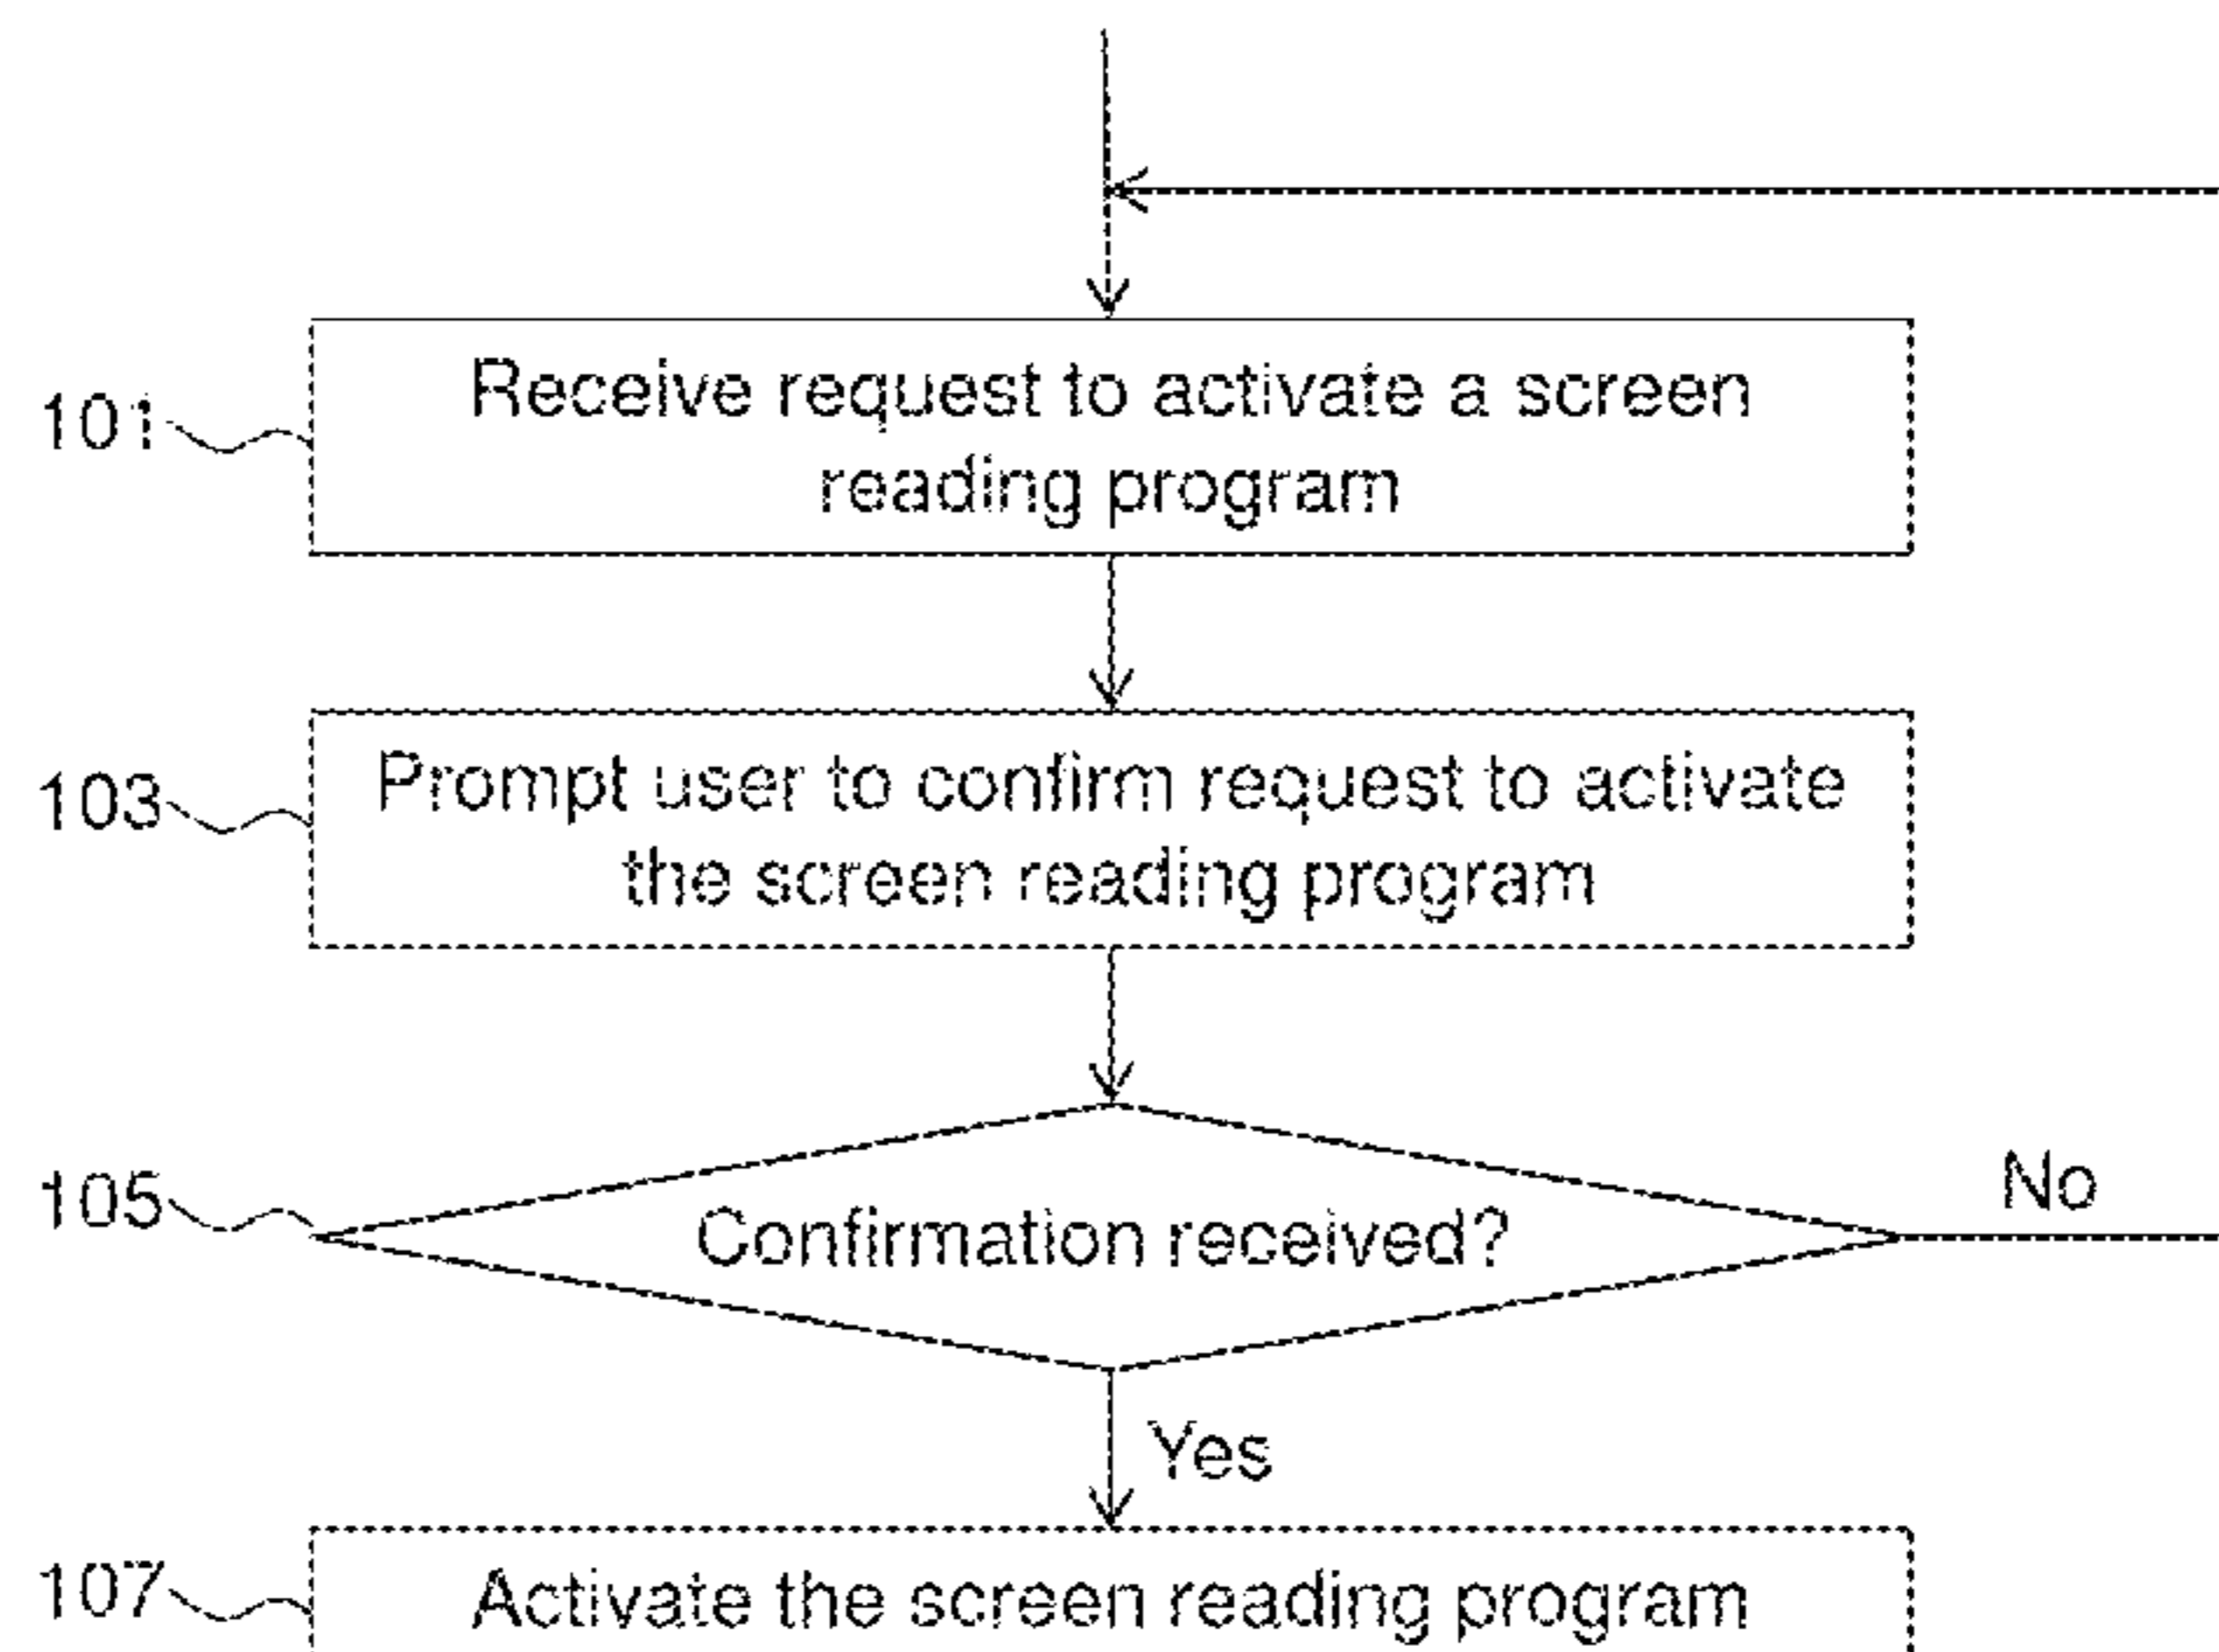 101
Receive request to activate a screen
reading program
103
Prompt user to confirm request to activate
the screen reading program
105
Confirmation received?
No
Yes
107
Activate the screen reading program